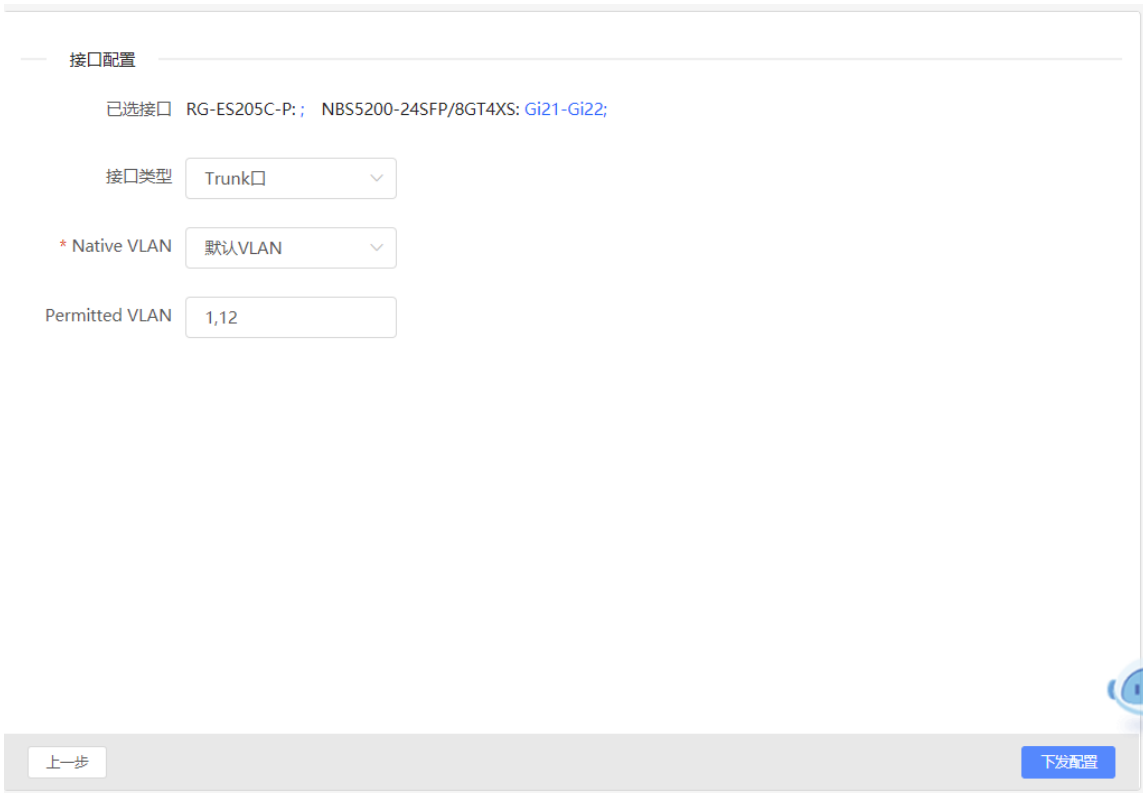 接口配置
已选接口 RG-ES205C-P: ; NBS5200-24SFP/8GT4XS: Gi21-Gi22;
接口类型 Trunk口
* Native VLAN 默认VLAN
Permitted VLAN 1,12
上一步 下发配置